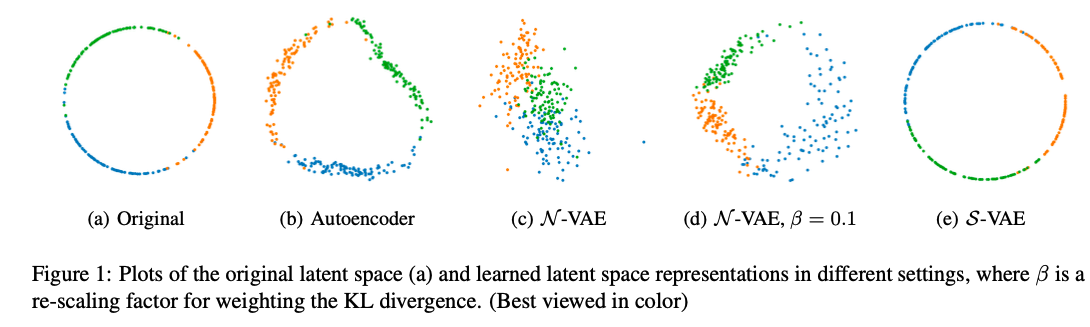 (a) Original
(b) Autoencoder
(c) 𝒩-VAE
(d) 𝒩-VAE, β = 0.1
(e) 𝒮-VAE
Figure 1: Plots of the original latent space (a) and learned latent space representations in different settings, where β is a
re-scaling factor for weighting the KL divergence. (Best viewed in color)